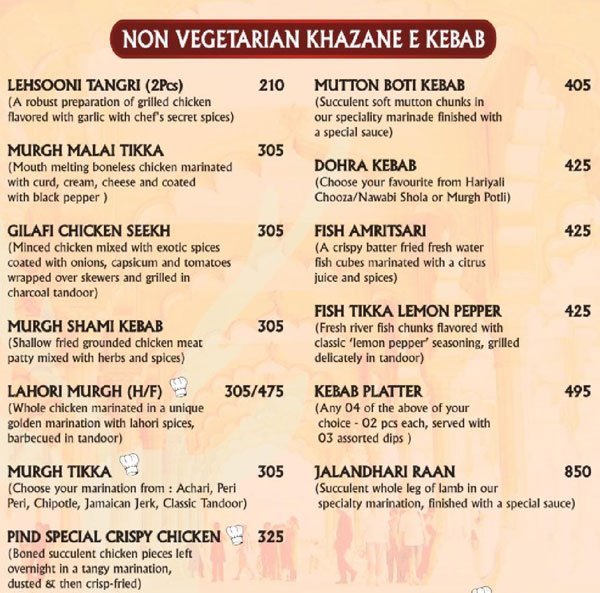 NON VEGETARIAN KHAZANE E KEBAB
LEHSOONI TANGRI (2Pcs) 210
(A robust preparation of grilled chicken
flavored with garlic with chef's secret spices)
MURGH MALAI TIKKA 305
(Mouth melting boneless chicken marinated
with curd, cream, cheese and coated
with black pepper )
GILAFI CHICKEN SEEKH 305
(Minced chicken mixed with exotic spices
coated with onions, capsicum and tomatoes
wrapped over skewers and grilled in
charcoal tandoor)
MURGH SHAMI KEBAB 305
(Shallow fried grounded chicken meat
patty mixed with herbs and spices)
LAHORI MURGH (H/F) 305/475
(Whole chicken marinated in a unique
golden marination with lahori spices,
barbecued in tandoor)
MURGH TIKKA 305
(Choose your marination from : Achari, Peri
Peri, Chipotle, Jamaican Jerk, Classic Tandoor)
PIND SPECIAL CRISPY CHICKEN 325
(Boned succulent chicken pieces left
overnight in a tangy marination,
dusted & then crisp-fried)
MUTTON BOTI KEBAB 405
(Succulent soft mutton chunks in
our speciality marinade finished with
a special sauce)
DOHRA KEBAB 425
(Choose your favourite from Hariyali
Chooza/Nawabi Shola or Murgh Potli)
FISH AMRITSARI 425
(A crispy batter fried fresh water
fish cubes marinated with a citrus
juice and spices)
FISH TIKKA LEMON PEPPER 425
(Fresh river fish chunks flavored with
classic 'lemon pepper' seasoning, grilled
delicately in tandoor)
KEBAB PLATTER 495
(Any 04 of the above of your
choice - 02 pcs each, served with
03 assorted dips )
JALANDHARI RAAN 850
(Succulent whole leg of lamb in our
specialty marination, finished with a special sauce)